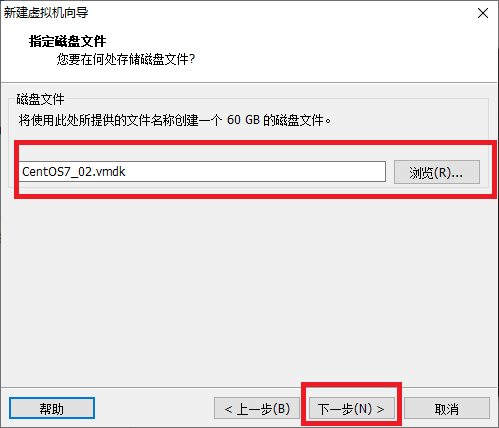 新建虚拟机向导
指定磁盘文件
您要在何处存储磁盘文件?
磁盘文件
将使用此处所提供的文件名称创建一个 60 GB 的磁盘文件。
CentOS7_02.vmdk
浏览(R)...
帮助
< 上一步(B)
下一步(N) >
取消